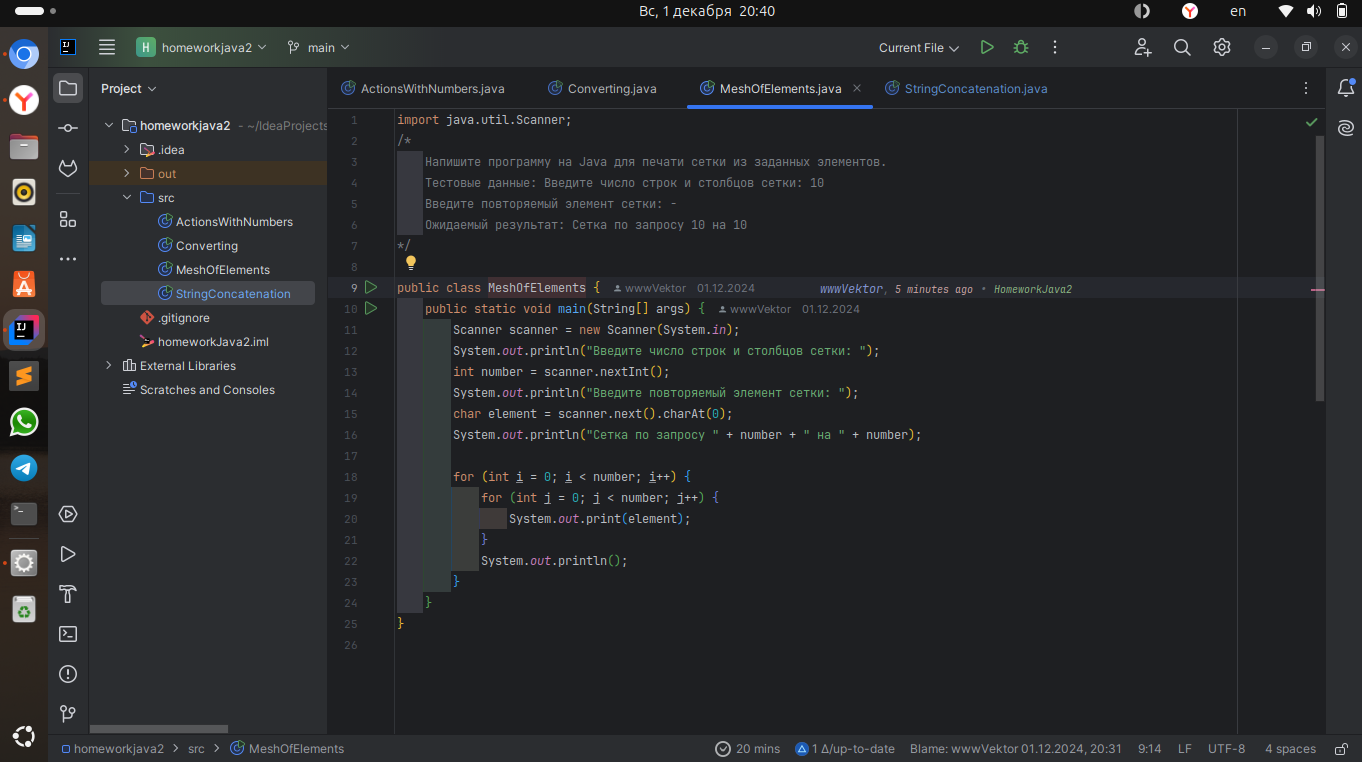 Вс, 1 декабря 20:40
en
homeworkjava2
main
Current File
Project
ActionsWithNumbers.java
Converting.java
MeshOfElements.java
StringConcatenation.java
homeworkjava2 - ~/IdeaProjects
.idea
out
src
ActionsWithNumbers
Converting
MeshOfElements
StringConcatenation
.gitignore
homeworkJava2.iml
External Libraries
Scratches and Consoles
1 import java.util.Scanner;
2 /*
3 Напишите программу на Java для печати сетки из заданных элементов.
4 Тестовые данные: Введите число строк и столбцов сетки: 10
5 Введите повторяемый элемент сетки: -
6 Ожидаемый результат: Сетка по запросу 10 на 10
7 */
8
9 public class MeshOfElements { wwwVektor 01.12.2024 wwwVektor, 5 minutes ago • HomeworkJava2
10 public static void main(String[] args) { wwwVektor 01.12.2024
11 Scanner scanner = new Scanner(System.in);
12 System.out.println("Введите число строк и столбцов сетки: ");
13 int number = scanner.nextInt();
14 System.out.println("Введите повторяемый элемент сетки: ");
15 char element = scanner.next().charAt(0);
16 System.out.println("Сетка по запросу " + number + " на " + number);
17
18 for (int i = 0; i < number; i++) {
19 for (int j = 0; j < number; j++) {
20 System.out.print(element);
21 }
22 System.out.println();
23 }
24 }
25 }
26
homeworkjava2 > src > MeshOfElements
20 mins
1 Δ/up-to-date
Blame: wwwVektor 01.12.2024, 20:31
9:14
LF
UTF-8
4 spaces